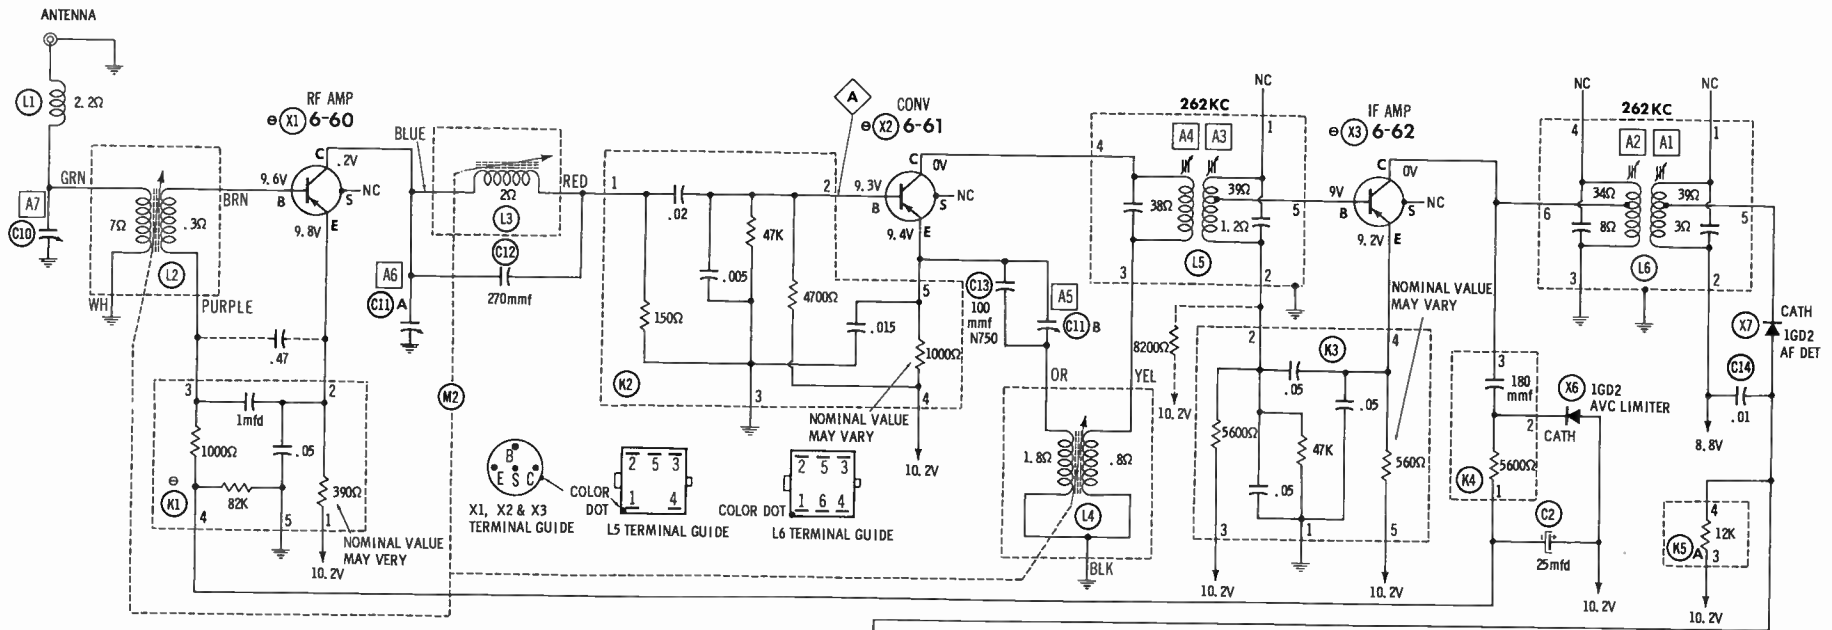 ANTENNA
L1
2.2Ω
RF AMP
⊖ X1 6-60
C
.2V
9.6V
B
NC
S
9.8V
E
GRN
BRN
A7
C10
7Ω
.3Ω
L2
WH
PURPLE
.47
3
2
1mfd
.05
1000Ω
⊖
K1
82K
390Ω
4
5
1
NOMINAL VALUE
MAY VERY
10.2V
BLUE
2Ω
L3
RED
C12
270mmf
A6
C11 A
M2
1
.02
2
47K
.005
4700Ω
150Ω
.015
5
1000Ω
K2
3
4
NOMINAL VALUE
MAY VARY
10.2V
A
CONV
⊖ X2 6-61
C
0V
9.3V
B
NC
S
9.4V
E
C13
100
mmf
N750
A5
C11 B
OR
YEL
1.8Ω
.8Ω
L4
BLK
B
E S C
X1, X2 & X3
TERMINAL GUIDE
COLOR
DOT
2 5 3
1 4
L5 TERMINAL GUIDE
COLOR DOT
2 5 3
1 6 4
L6 TERMINAL GUIDE
NC
262KC
4
A4
A3
1
38Ω
39Ω
1.2Ω
5
3
L5
2
8200Ω
10.2V
IF AMP
⊖ X3 6-62
C
0V
9V
B
NC
S
9.2V
E
NOMINAL VALUE
MAY VARY
2
K3
4
.05
.05
5600Ω
47K
560Ω
.05
3
1
5
10.2V
10.2V
NC
NC
262KC
4
A2
A1
1
34Ω
39Ω
6
8Ω
3Ω
5
3
L6
2
3
180
mmf
X6 1GD2
AVC LIMITER
2
CATH
5600Ω
K4
1
C2
25mfd
10.2V
CATH
X7
1GD2
AF DET
C14
.01
8.8V
4
12K
K5 A
3
10.2V